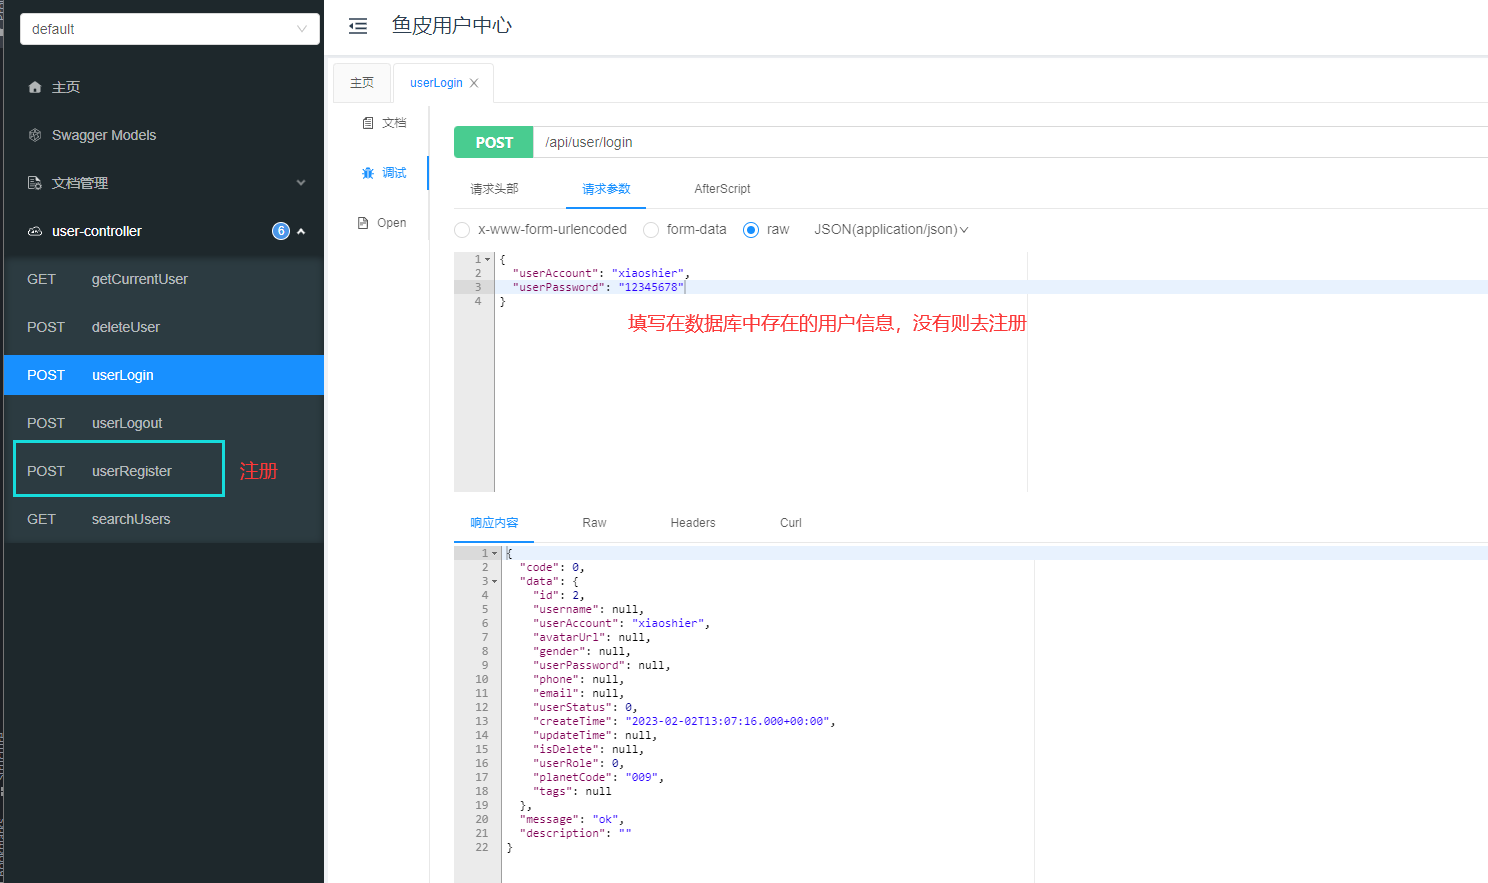 default
主页
Swagger Models
文档管理
user-controller 6
GET getCurrentUser
POST deleteUser
POST userLogin
POST userLogout
POST userRegister
注册
GET searchUsers
鱼皮用户中心
主页 userLogin
文档
调试
Open
POST /api/user/login
请求头部 请求参数 AfterScript
x-www-form-urlencoded form-data raw JSON(application/json)
1 {
2 "userAccount": "xiaoshier",
3 "userPassword": "12345678"
4 }
填写在数据库中存在的用户信息，没有则去注册
响应内容 Raw Headers Curl
1 {
2 "code": 0,
3 "data": {
4 "id": 2,
5 "username": null,
6 "userAccount": "xiaoshier",
7 "avatarUrl": null,
8 "gender": null,
9 "userPassword": null,
10 "phone": null,
11 "email": null,
12 "userStatus": 0,
13 "createTime": "2023-02-02T13:07:16.000+00:00",
14 "updateTime": null,
15 "isDelete": null,
16 "userRole": 0,
17 "planetCode": "009",
18 "tags": null
19 },
20 "message": "ok",
21 "description": ""
22 }